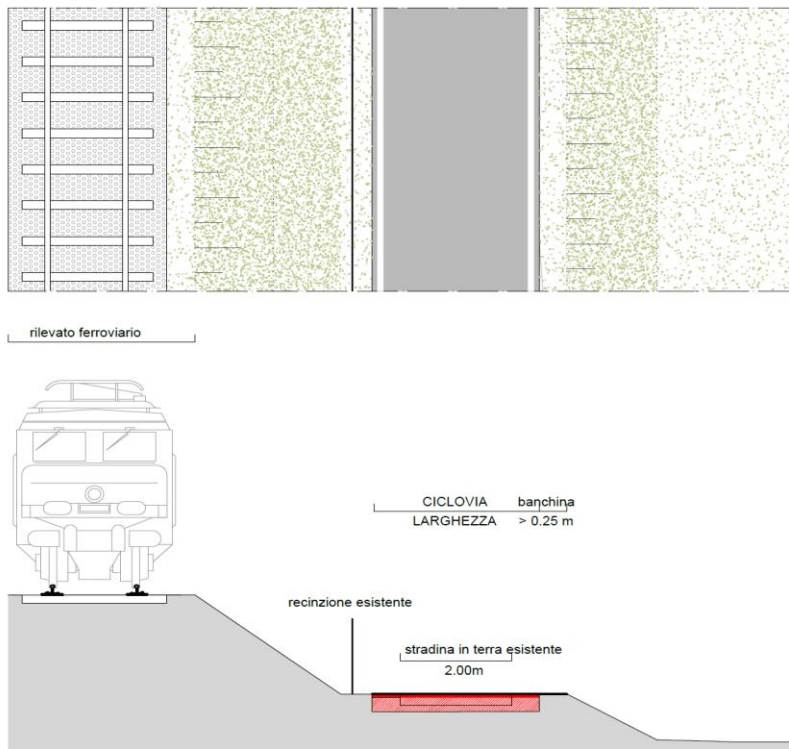 rilevato ferroviario
CICLOVIA banchina
LARGHEZZA > 0.25 m
recinzione esistente
stradina in terra esistente
2.00m